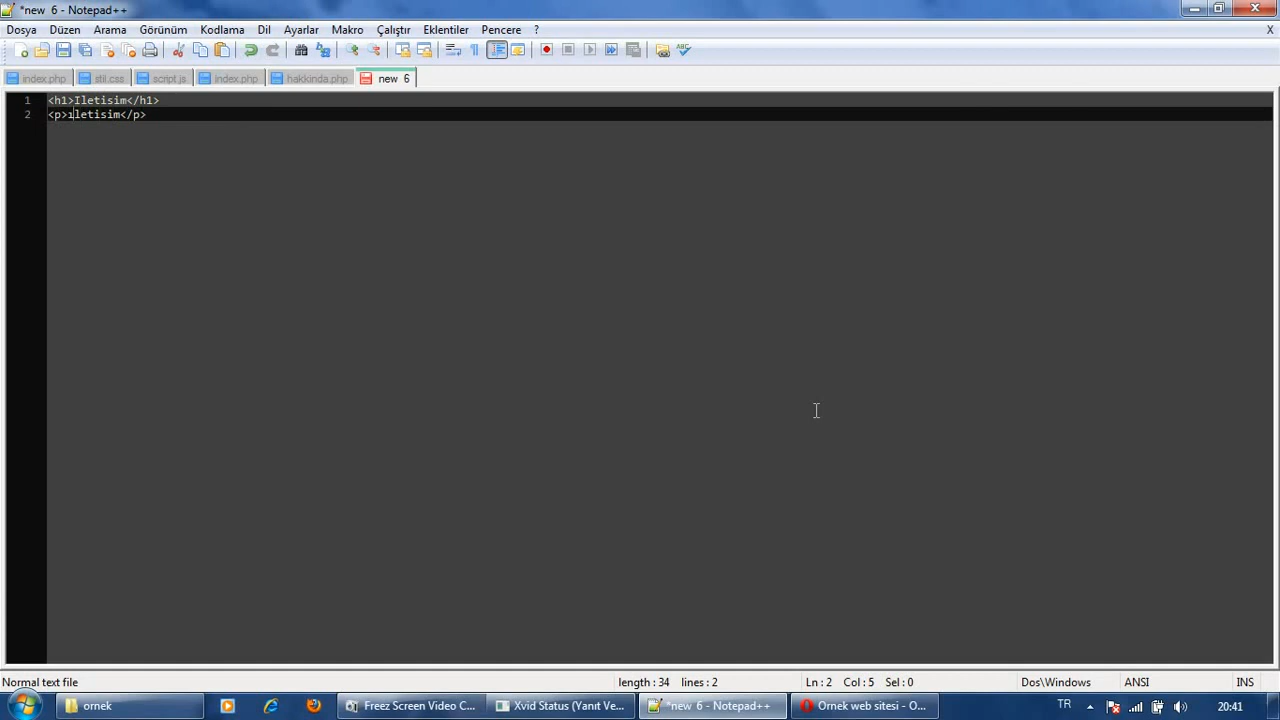 *new  6 - Notepad++
Dosya Düzen Arama Görünüm Kodlama Dil Ayarlar Makro Çalıştır Eklentiler Pencere ? X
index.php stil.css script.js index.php hakkinda.php new  6
1 <h1>Iletisim</h1>
2 <p>ıletisim</p>
Normal text file length : 34 lines : 2 Ln : 2 Col : 5 Sel : 0 Dos\Windows ANSI INS
ornek Freez Screen Video C... Xvid Status (Yanıt Ve... *new  6 - Notepad++ Ornek web sitesi - O... TR 20:41